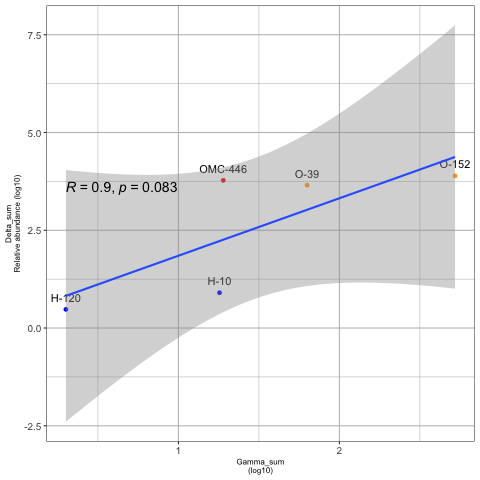 7.5
5.0
2.5
0.0
-2.5
Delta_sum
Relative abundance (log10)
R = 0.9, p = 0.083
OMC-446
O-39
O-152
H-10
H-120
1
2
Gamma_sum
(log10)